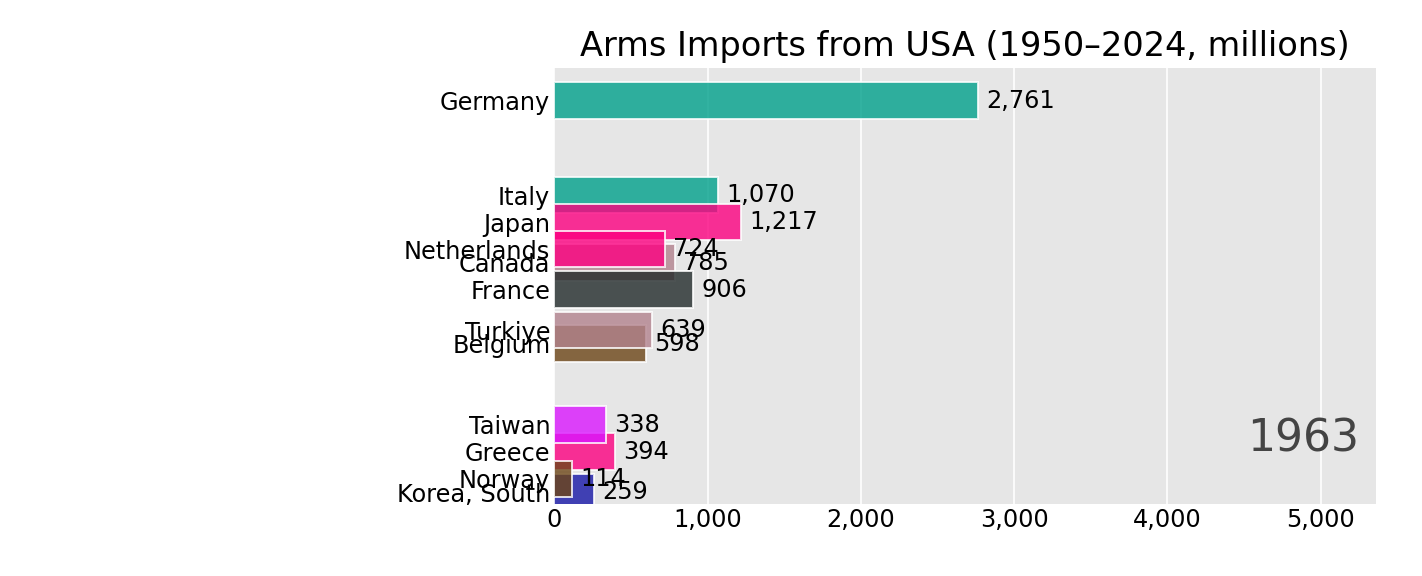 Arms Imports from USA (1950–2024, millions)
Germany 2,761
Italy 1,070
Japan 1,217
Netherlands 724
Canada 785
France 906
Turkiye 639
Belgium 598
Taiwan 338
1963
Greece 394
Norway 114
Korea, South 259
0 1,000 2,000 3,000 4,000 5,000